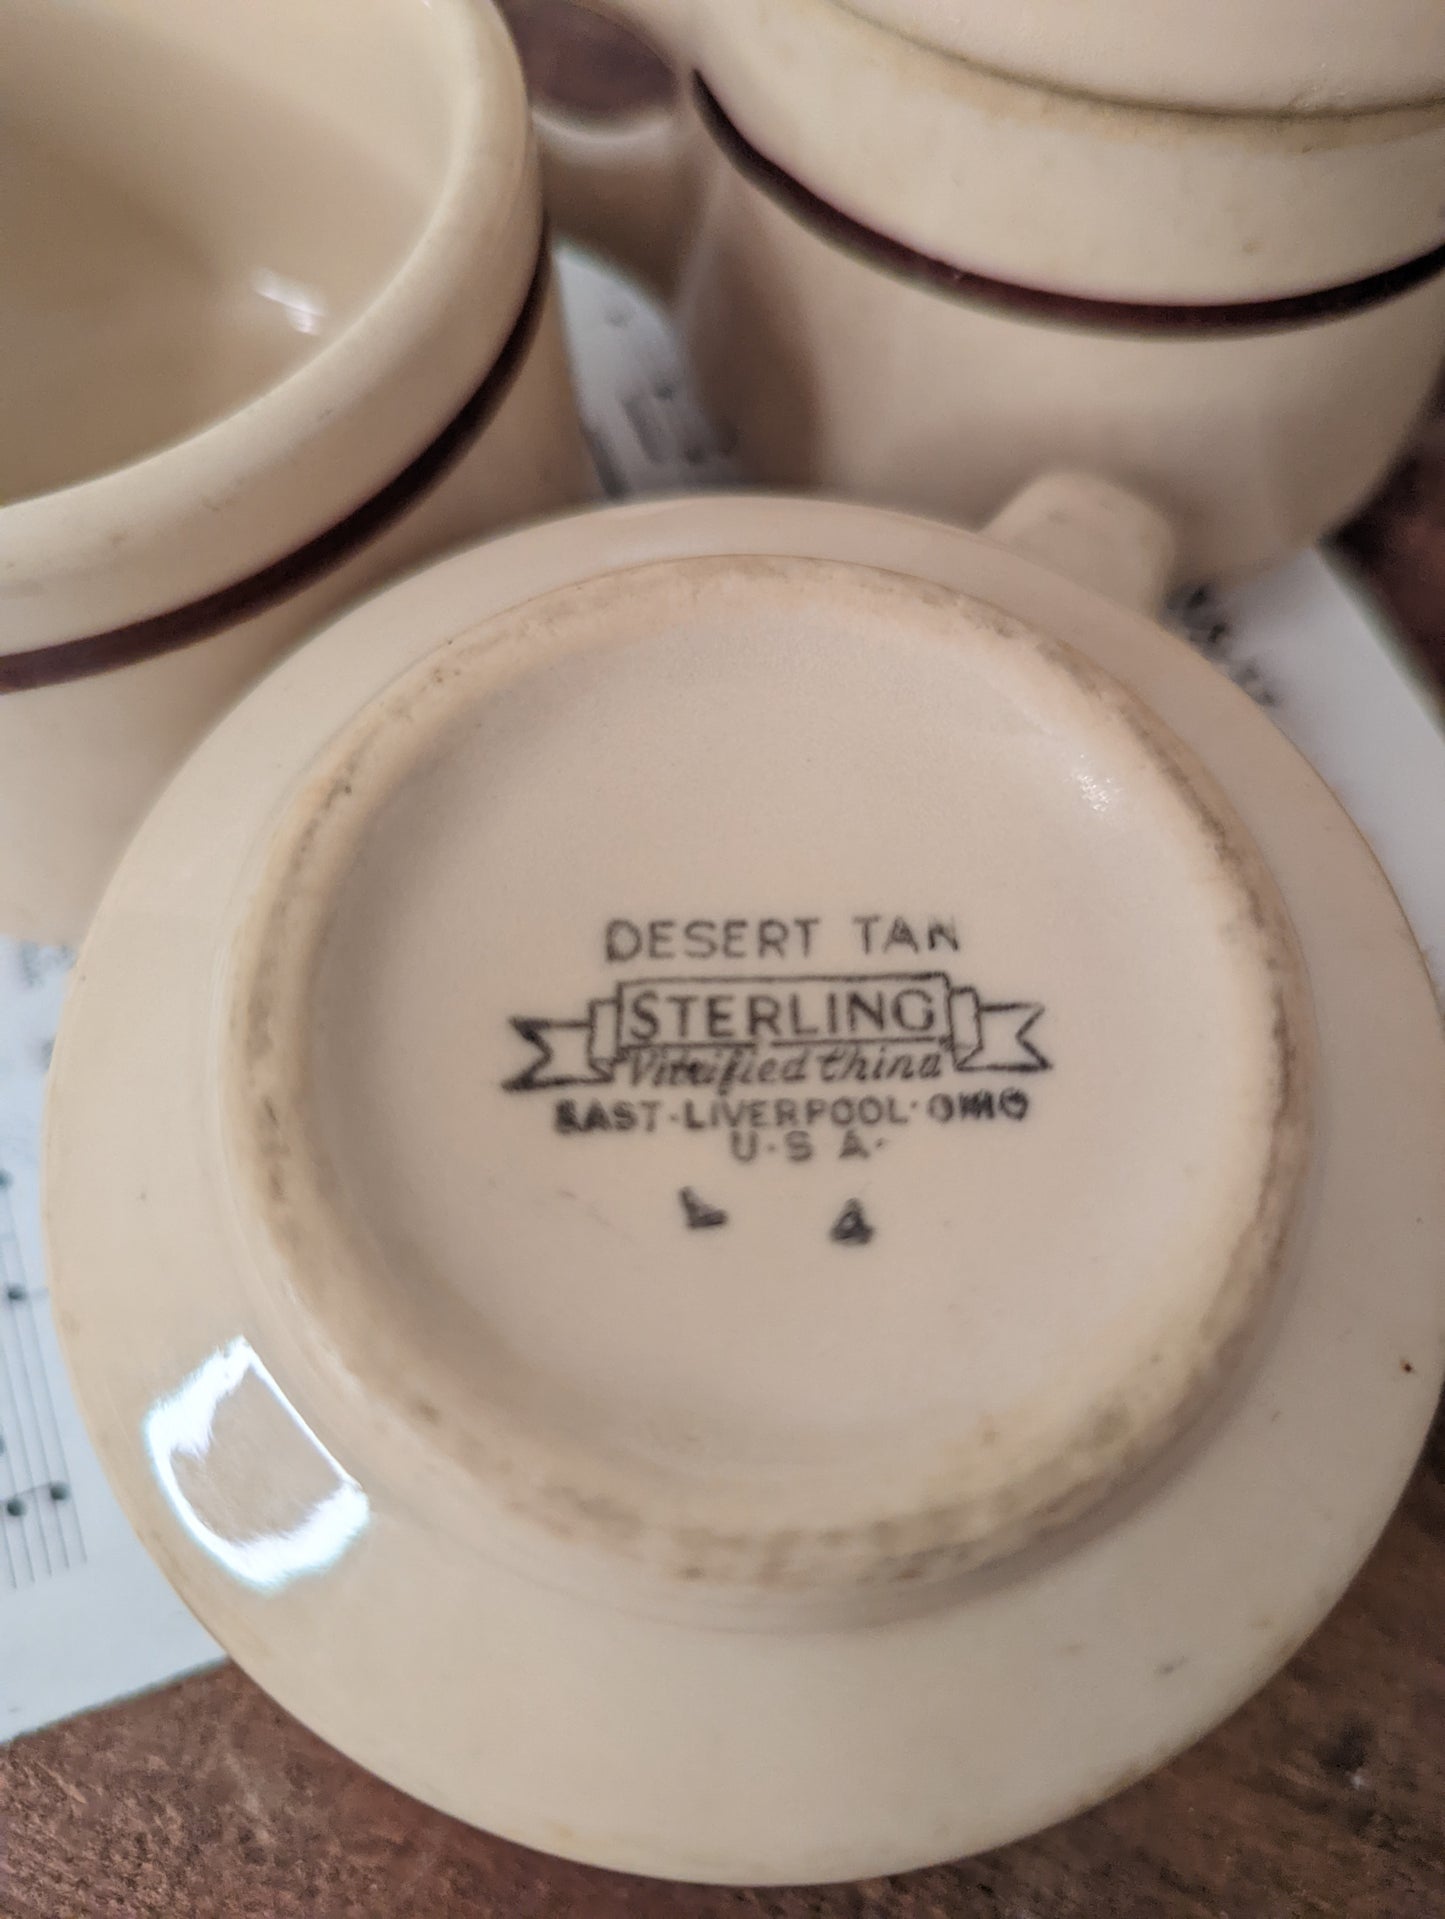 DESERT TAN
STERLING
Vitrified China
EAST·LIVERPOOL·OHIO
U·S·A·